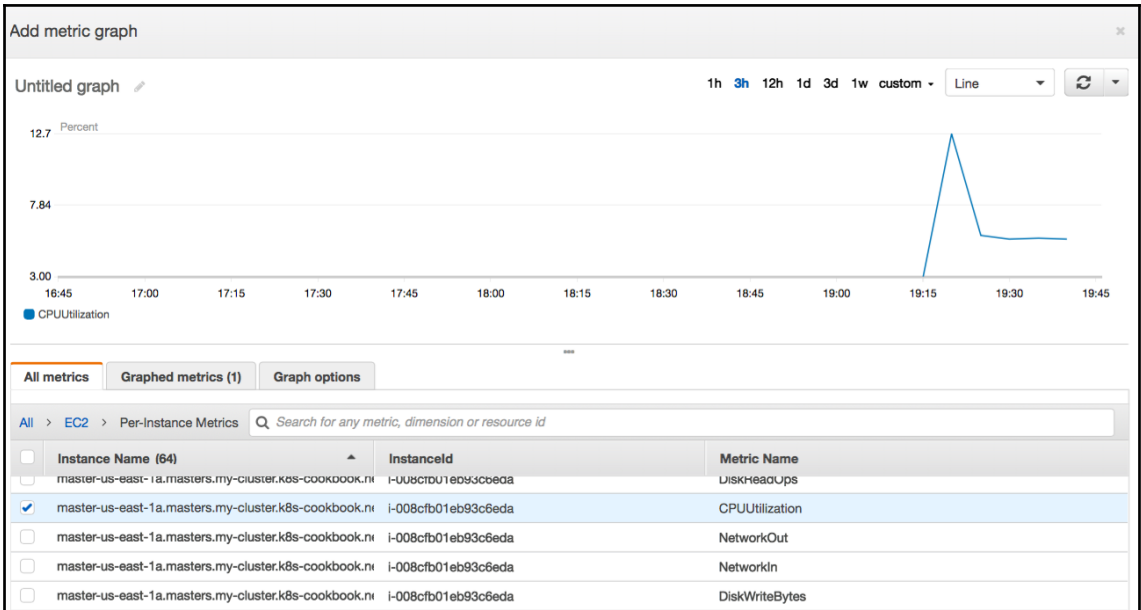 Add metric graph ×
Untitled graph 1h 3h 12h 1d 3d 1w custom Line
Percent
12.7
7.84
3.00
16:45 17:00 17:15 17:30 17:45 18:00 18:15 18:30 18:45 19:00 19:15 19:30 19:45
CPUUtilization
All metrics Graphed metrics (1) Graph options
All > EC2 > Per-Instance Metrics Search for any metric, dimension or resource id
Instance Name (64) InstanceId Metric Name
master-us-east-1a.masters.my-cluster.k8s-cookbook.ne i-008cfb01eb93c6eda DiskReadOps
master-us-east-1a.masters.my-cluster.k8s-cookbook.ne i-008cfb01eb93c6eda CPUUtilization
master-us-east-1a.masters.my-cluster.k8s-cookbook.ne i-008cfb01eb93c6eda NetworkOut
master-us-east-1a.masters.my-cluster.k8s-cookbook.ne i-008cfb01eb93c6eda NetworkIn
master-us-east-1a.masters.my-cluster.k8s-cookbook.ne i-008cfb01eb93c6eda DiskWriteBytes